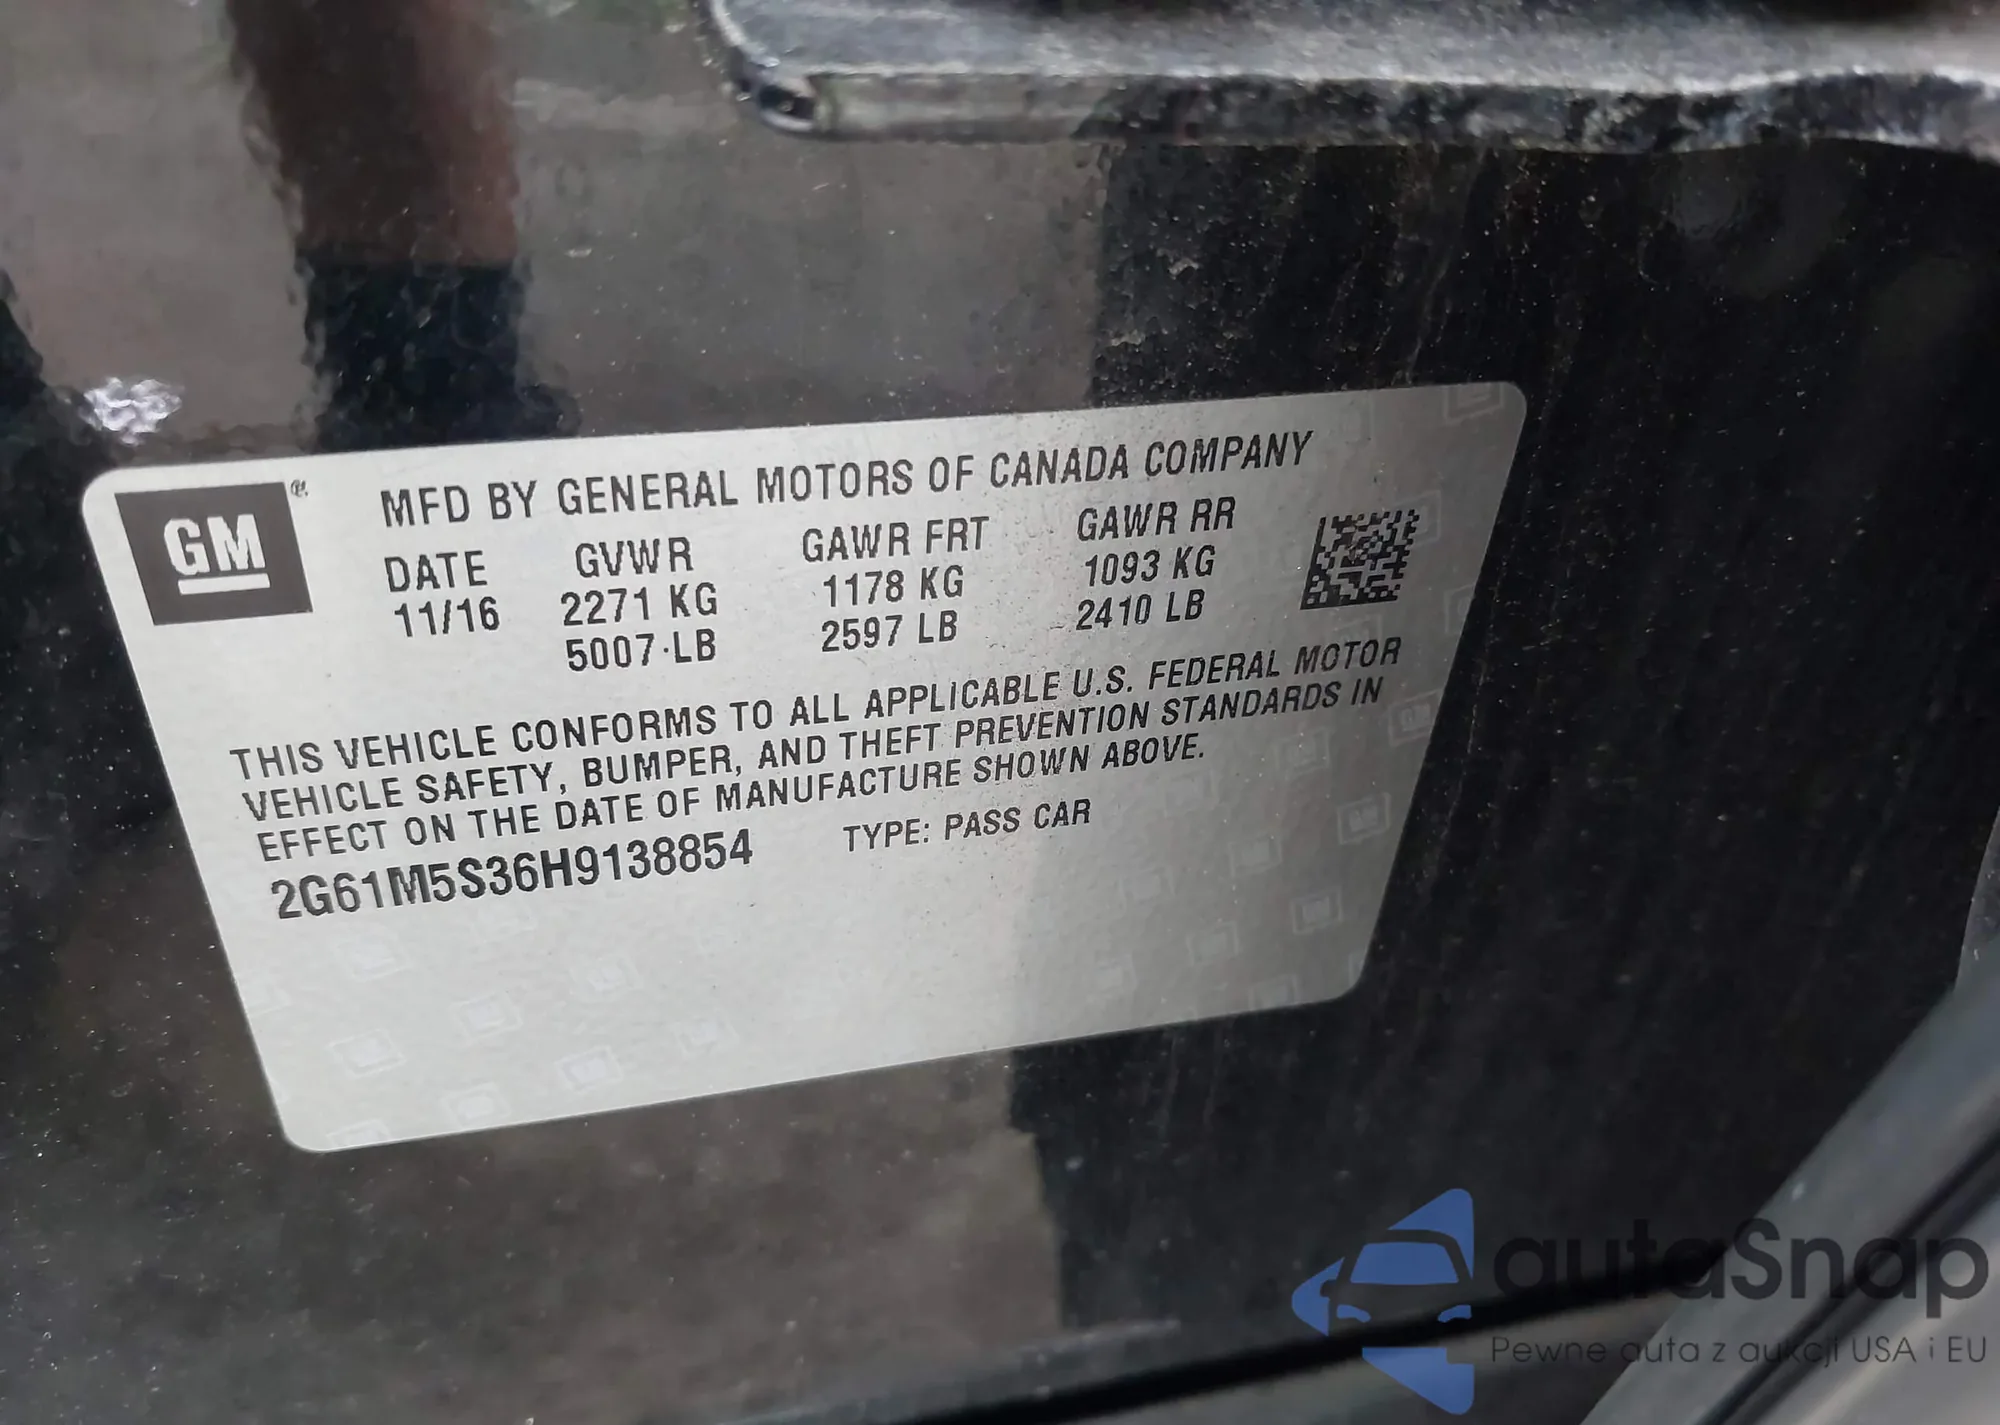 GM ®
MFD BY GENERAL MOTORS OF CANADA COMPANY
DATE GVWR GAWR FRT GAWR RR
11/16 2271 KG 1178 KG 1093 KG
5007 LB 2597 LB 2410 LB
THIS VEHICLE CONFORMS TO ALL APPLICABLE U.S. FEDERAL MOTOR
VEHICLE SAFETY, BUMPER, AND THEFT PREVENTION STANDARDS IN
EFFECT ON THE DATE OF MANUFACTURE SHOWN ABOVE.
2G61M5S36H9138854 TYPE: PASS CAR
autaSnap
Pewne auta z aukcji USA i EU